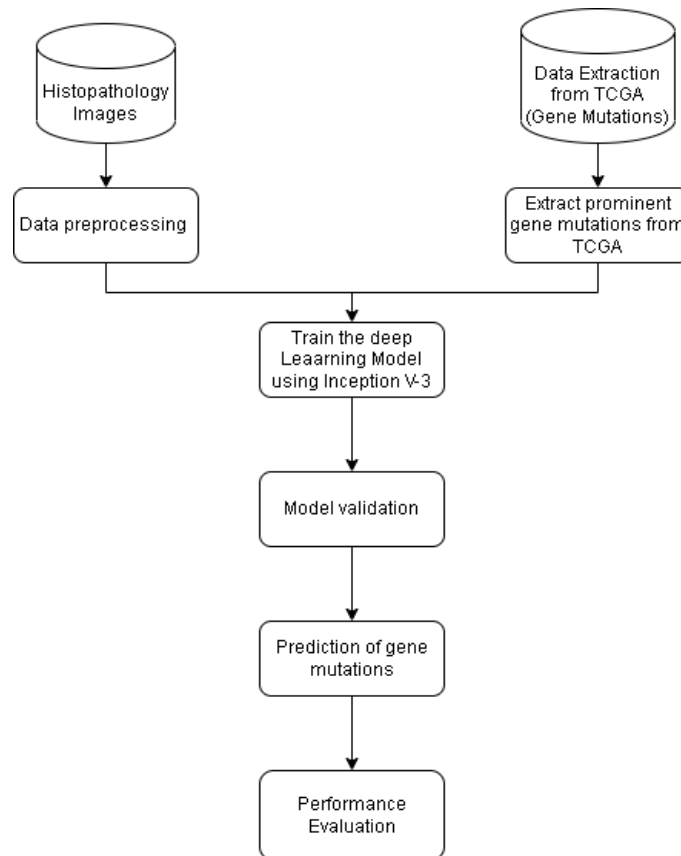 Histopathology
Images
Data Extraction
from TCGA
(Gene Mutations)
Data preprocessing
Extract prominent
gene mutations from
TCGA
Train the deep
Leaarning Model
using Inception V-3
Model validation
Prediction of gene
mutations
Performance
Evaluation